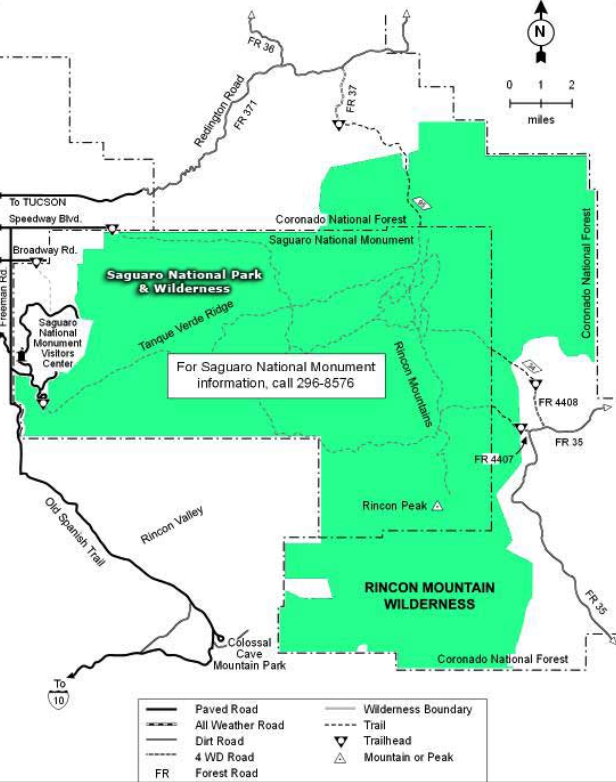 FR 36
N
0 1 2
miles
Redington Road
FR 371
FR 37
To TUCSON
Speedway Blvd.
Coronado National Forest
Saguaro National Monument
Broadway Rd.
Freeman Rd.
Saguaro National Park
& Wilderness
Coronado National Forest
Tanque Verde Ridge
Saguaro
National
Monument
Visitors
Center
For Saguaro National Monument
information, call 296-8576
Rincon Mountains
FR 4408
FR 35
FR 4407
Rincon Peak
Old Spanish Trail
Rincon Valley
RINCON MOUNTAIN
WILDERNESS
FR 35
Colossal
Cave
Mountain Park
Coronado National Forest
To
10
Paved Road
All Weather Road
Dirt Road
4 WD Road
FR Forest Road
Wilderness Boundary
Trail
Trailhead
Mountain or Peak